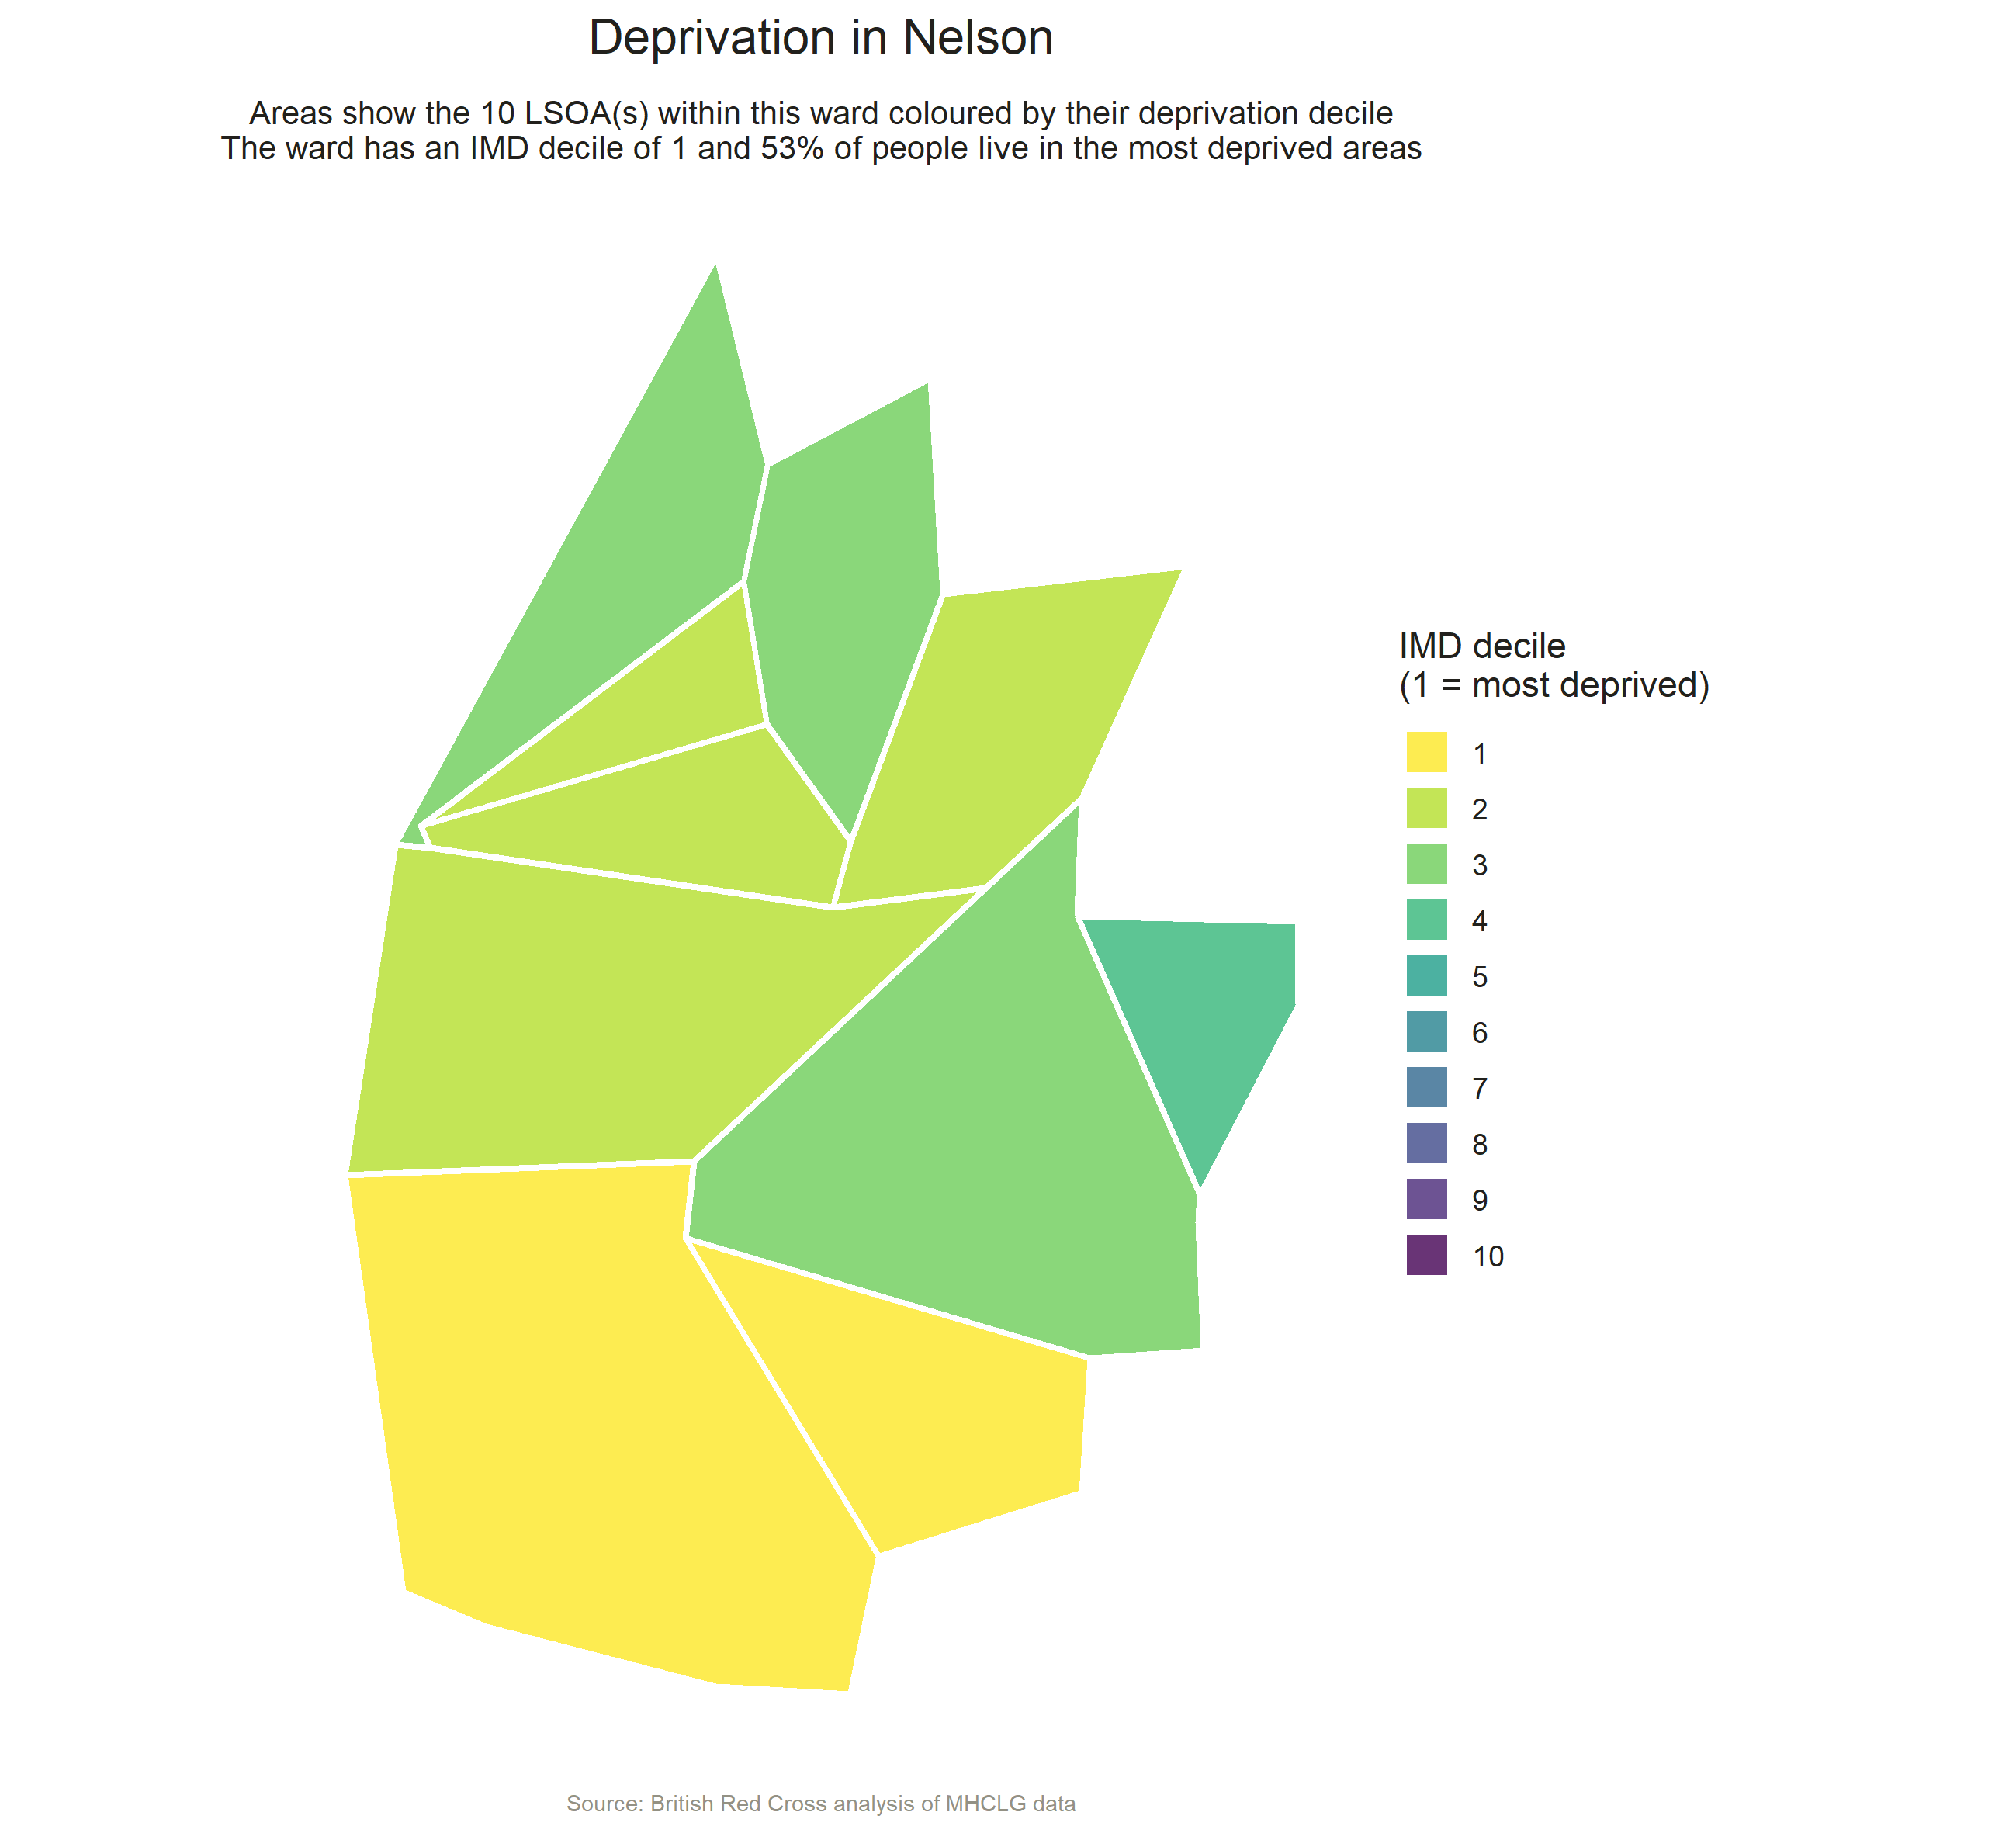 Deprivation in Nelson
Areas show the 10 LSOA(s) within this ward coloured by their deprivation decile
The ward has an IMD decile of 1 and 53% of people live in the most deprived areas
IMD decile
(1 = most deprived)
1
2
3
4
5
6
7
8
9
10
Source: British Red Cross analysis of MHCLG data